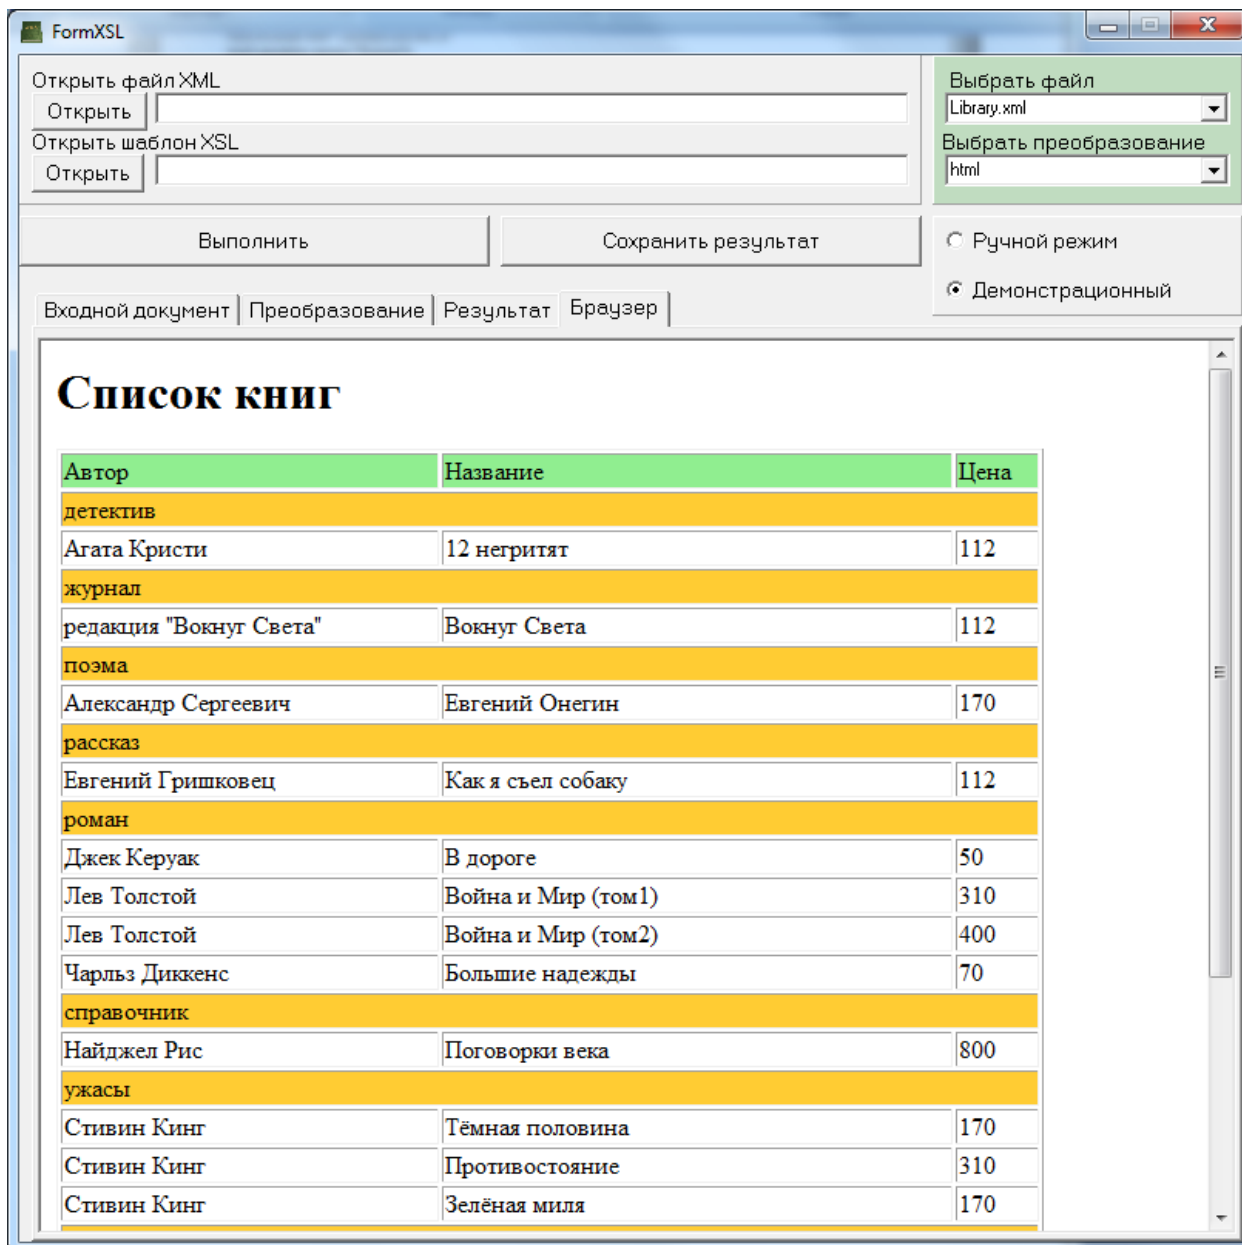 FormXSL
Открыть файл XML
Открыть
Открыть шаблон XSL
Открыть
Выбрать файл
Library.xml
Выбрать преобразование
html
Выполнить
Сохранить результат
Ручной режим
Демонстрационный
Входной документ Преобразование Результат Браузер
Список книг
Автор Название Цена
детектив
Агата Кристи 12 негритят 112
журнал
редакция "Вокнуг Света" Вокнуг Света 112
поэма
Александр Сергеевич Евгений Онегин 170
рассказ
Евгений Гришковец Как я съел собаку 112
роман
Джек Керуак В дороге 50
Лев Толстой Война и Мир (том1) 310
Лев Толстой Война и Мир (том2) 400
Чарльз Диккенс Большие надежды 70
справочник
Найджел Рис Поговорки века 800
ужасы
Стивин Кинг Тёмная половина 170
Стивин Кинг Противостояние 310
Стивин Кинг Зелёная миля 170